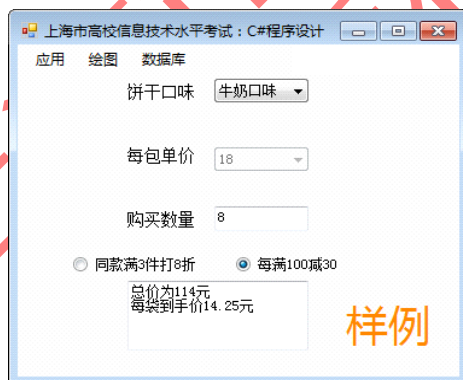 上海市高校信息技术水平考试：C#程序设计
应用 绘图 数据库
饼干口味 牛奶口味
每包单价 18
购买数量 8
同款满3件打8折 每满100减30
总价为114元
每袋到手价14.25元
样例